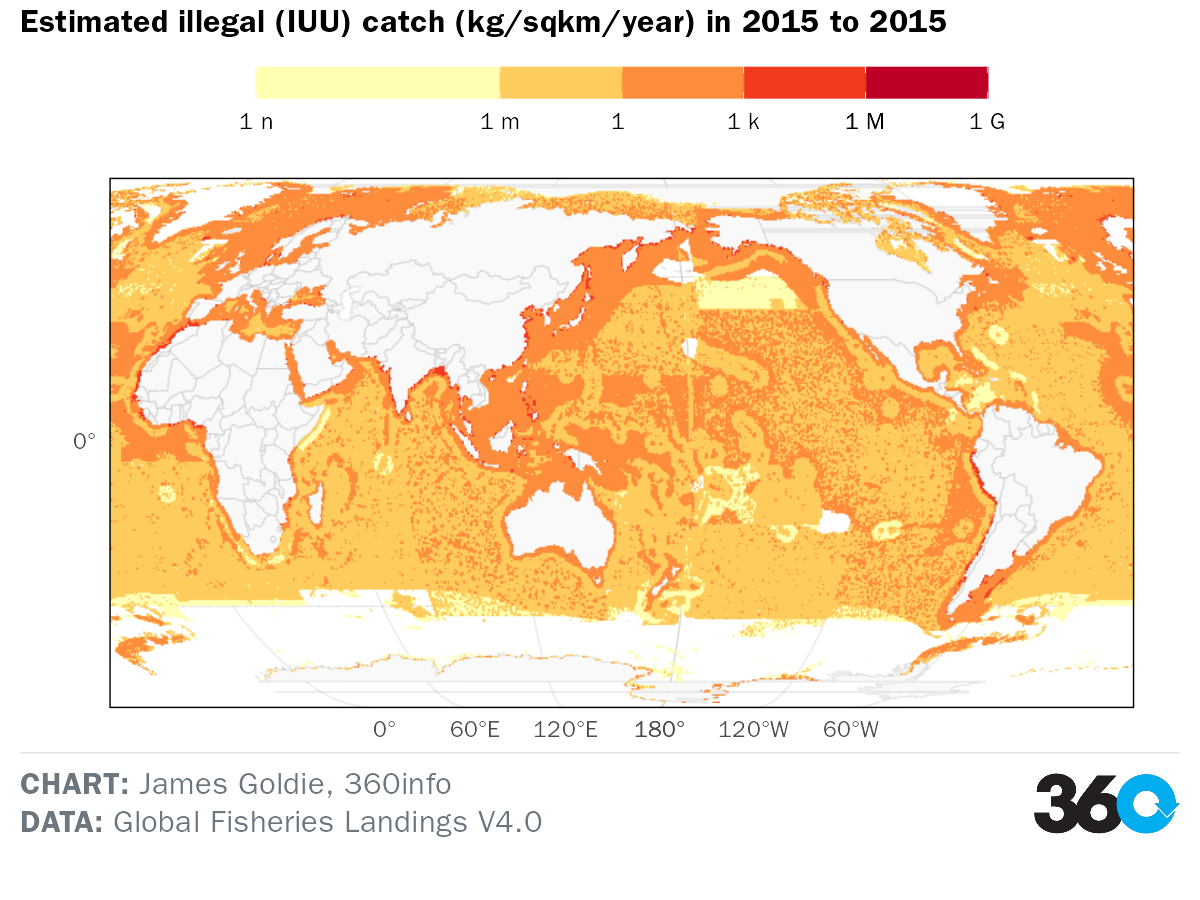 Estimated illegal (IUU) catch (kg/sqkm/year) in 2015 to 2015
1 n 1 m 1 1 k 1 M 1 G
0°
0° 60°E 120°E 180° 120°W 60°W
CHART: James Goldie, 360info
DATA: Global Fisheries Landings V4.0
360